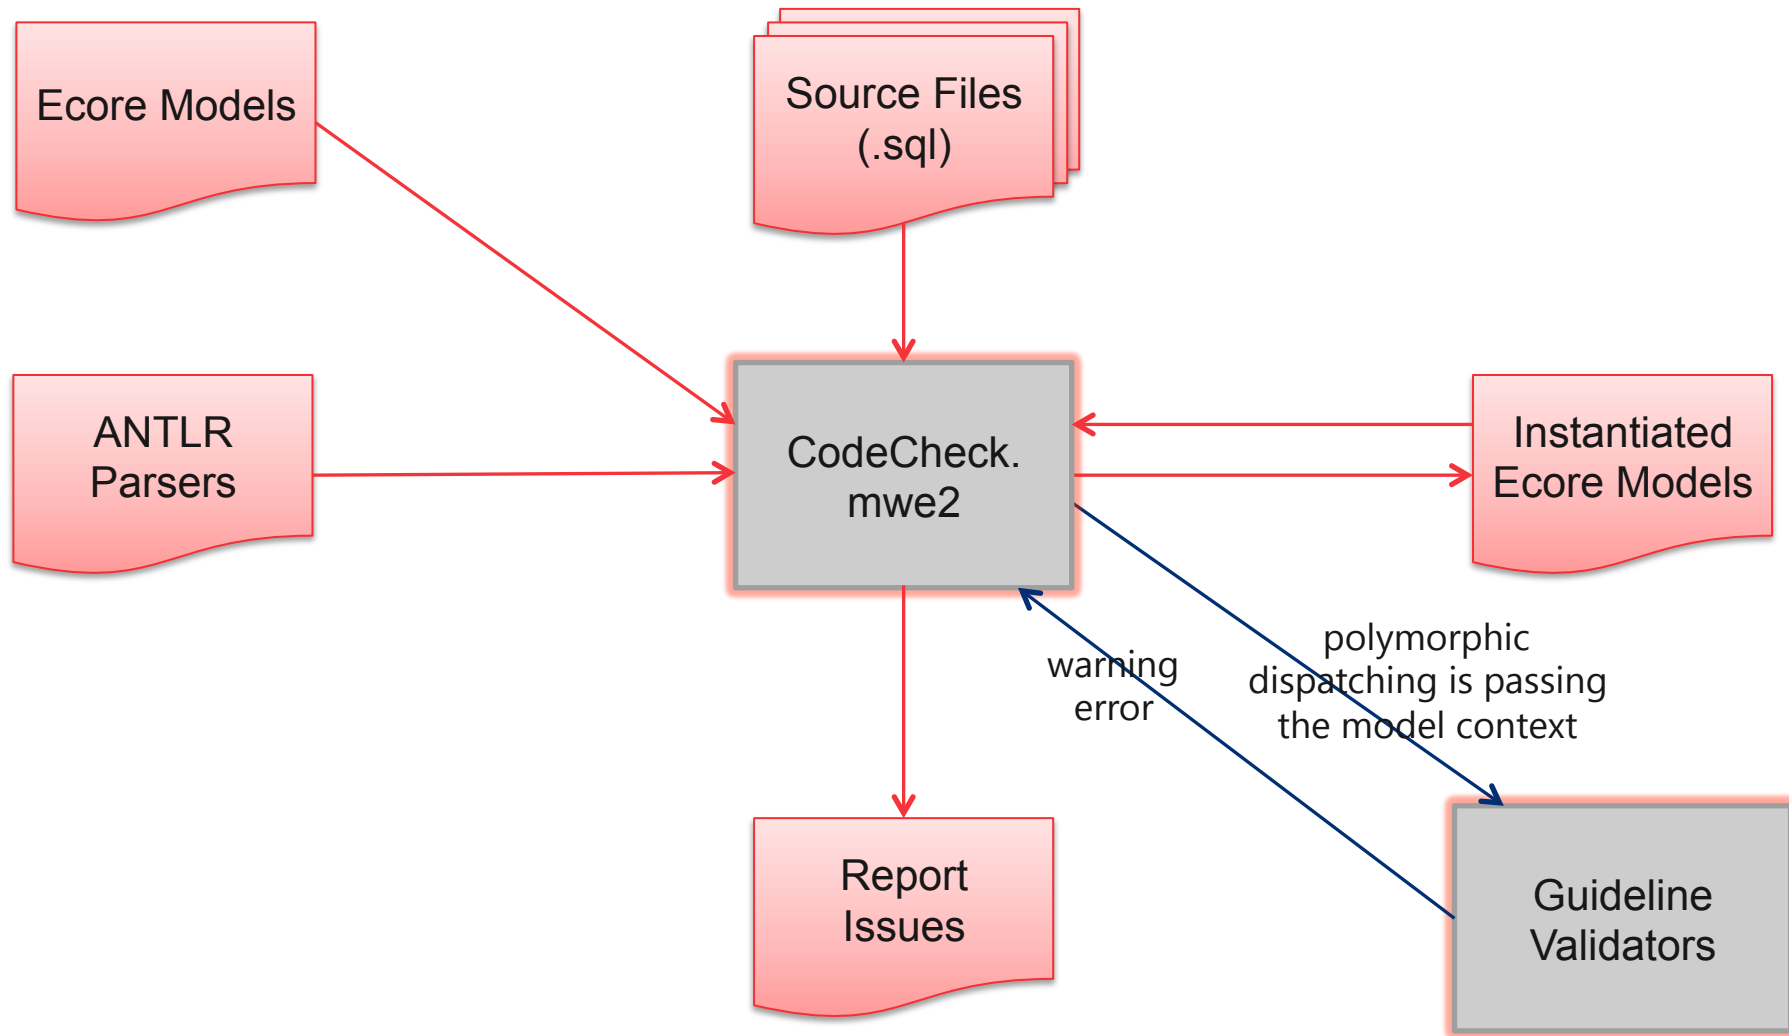 Ecore Models
Source Files
(.sql)
ANTLR
Parsers
CodeCheck.
mwe2
Instantiated
Ecore Models
warning
error
polymorphic
dispatching is passing
the model context
Report
Issues
Guideline
Validators